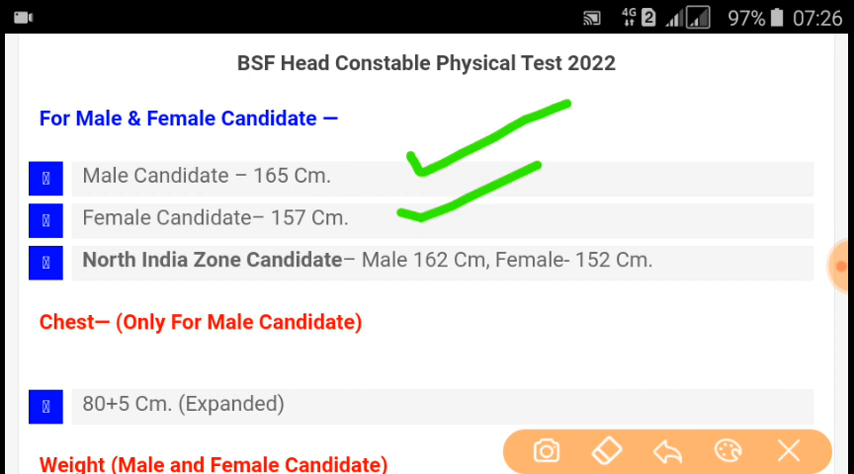 4G 2 97% 07:26
BSF Head Constable Physical Test 2022
For Male & Female Candidate –
Male Candidate – 165 Cm.
Female Candidate– 157 Cm.
North India Zone Candidate– Male 162 Cm, Female- 152 Cm.
Chest– (Only For Male Candidate)
80+5 Cm. (Expanded)
Weight (Male and Female Candidate)